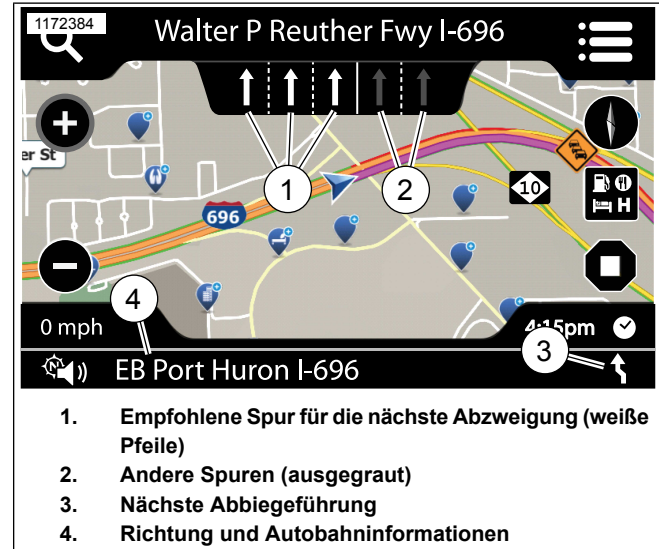 1172384
Walter P Reuther Fwy I-696
er St
1
2
10
696
H
4
0 mph
4:15pm
3
N
EB Port Huron I-696
1. Empfohlene Spur für die nächste Abzweigung (weiße
Pfeile)
2. Andere Spuren (ausgegraut)
3. Nächste Abbiegeführung
4. Richtung und Autobahninformationen